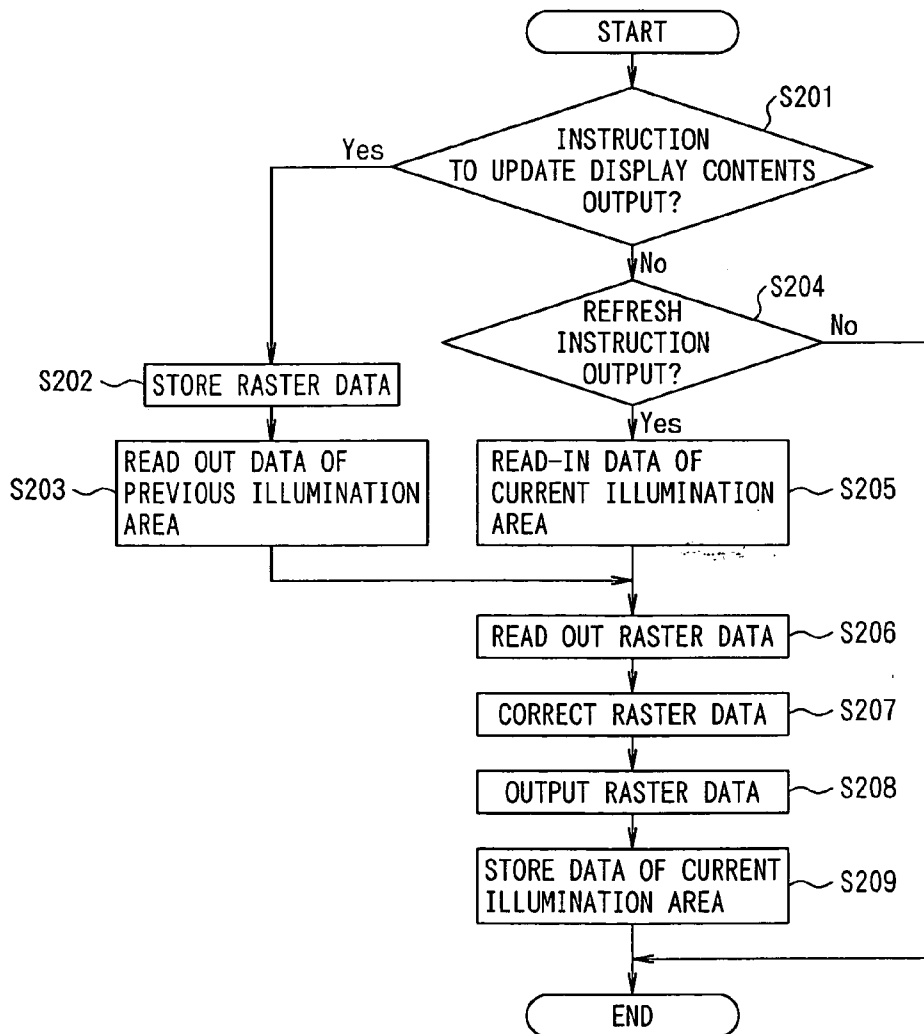 START
S201
INSTRUCTION
TO UPDATE DISPLAY CONTENTS
OUTPUT?
Yes
No
S204
REFRESH
INSTRUCTION
OUTPUT?
No
Yes
S202
STORE RASTER DATA
S203
READ OUT DATA OF
PREVIOUS ILLUMINATION
AREA
READ-IN DATA OF
CURRENT ILLUMINATION
AREA
S205
READ OUT RASTER DATA
S206
CORRECT RASTER DATA
S207
OUTPUT RASTER DATA
S208
STORE DATA OF CURRENT
ILLUMINATION AREA
S209
END